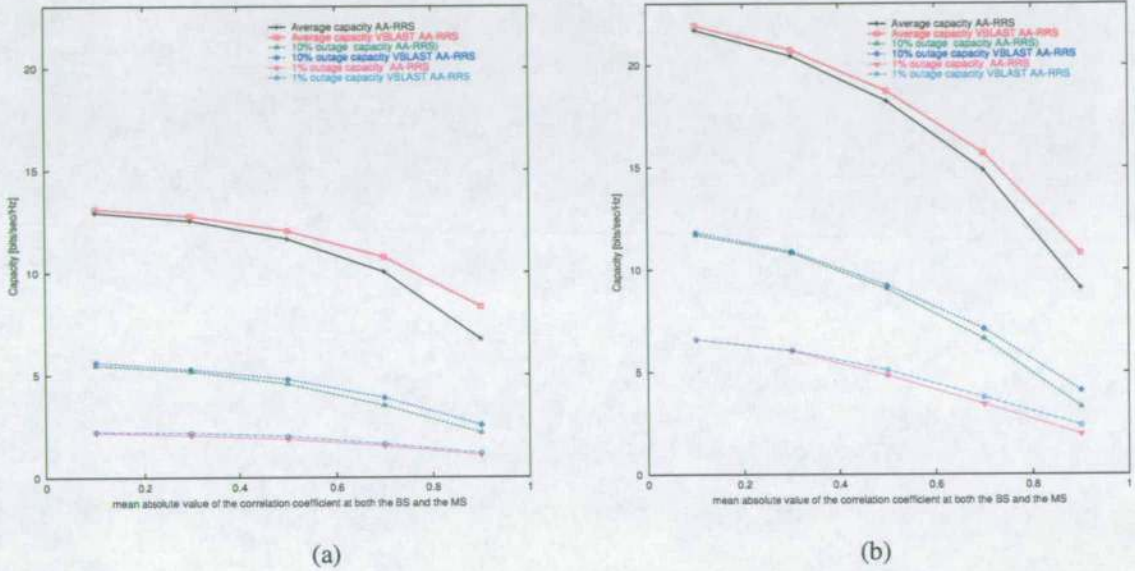 Average capacity AA-RRS
Average capacity VBLAST AA-RRS
10% outage capacity AA-RRS)
10% outage capacity VBLAST AA-RRS
1% outage capacity AA-RRS
1% outage capacity VBLAST AA-RRS
20
15
10
5
0
Capacity [bits/sec/Hz]
0
0.2
0.4
0.6
0.8
1
mean absolute value of the correlation coefficient at both the BS and the MS
(a)
Average capacity AA-RRS
Average capacity VBLAST AA-RRS
10% outage capacity AA-RRS)
10% outage capacity VBLAST AA-RRS
1% outage capacity AA-RRS
1% outage capacity VBLAST AA-RRS
20
15
10
5
0
Capacity [bits/sec/Hz]
0
0.2
0.4
0.6
0.8
1
mean absolute value of the correlation coefficient at both the BS and the MS
(b)